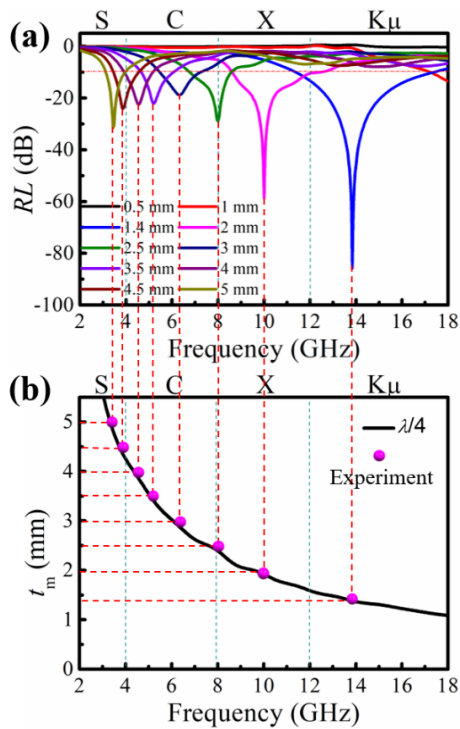 (a)
S C X Kμ
0
-20
-40
-60
-80
-100
RL (dB)
0.5 mm 1 mm
1.4 mm 2 mm
2.5 mm 3 mm
3.5 mm 4 mm
4.5 mm 5 mm
2 4 6 8 10 12 14 16 18
Frequency (GHz)
(b)
S C X Kμ
5
4
3
2
1
0
tm (mm)
λ/4
Experiment
2 4 6 8 10 12 14 16 18
Frequency (GHz)